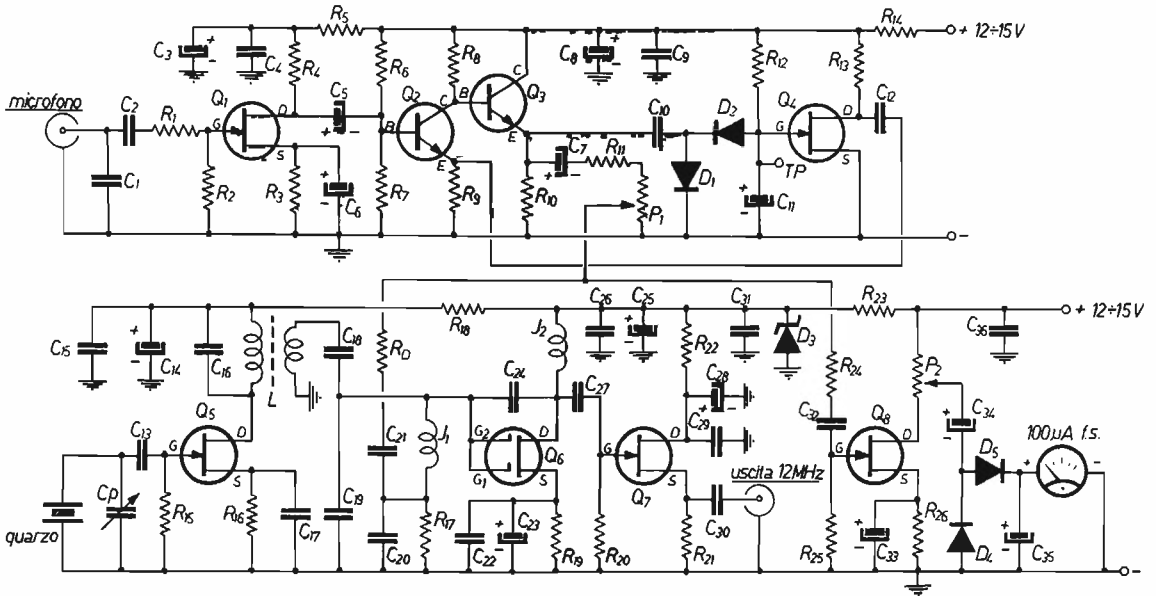 R5
R14
+ 12÷15V
C3
+
-
C4
R4
R6
R8
C
Q3
C8
+
-
C9
R12
R13
microfono
C2
R1
Q1
D
C5
+
-
Q2
C
B
E
C10
D2
Q4
D
C12
G
S
B
E
G
S
C7
+
-
R11
TP
C1
R2
R3
+
-
C6
R7
R9
R10
P1
D1
+
-
C11
-
C15
+
-
C14
C16
L
C18
R0
R18
J2
C26
C25
+
-
R22
C31
D3
R23
+ 12÷15V
C36
R24
P2
C24
C27
C28
+
-
C29
C32
Q8
D
G
S
C34
+
-
D5
100µA f.s.
+
-
C13
Q5
D
G
S
C21
J1
G2
G1
D
Q6
S
G
D
Q7
S
uscita 12MHz
quarzo
Cp
R15
R16
C17
C19
C20
R17
C22
+
-
C23
R19
R20
R21
C30
R25
+
-
C33
R26
D4
+
-
C35
-